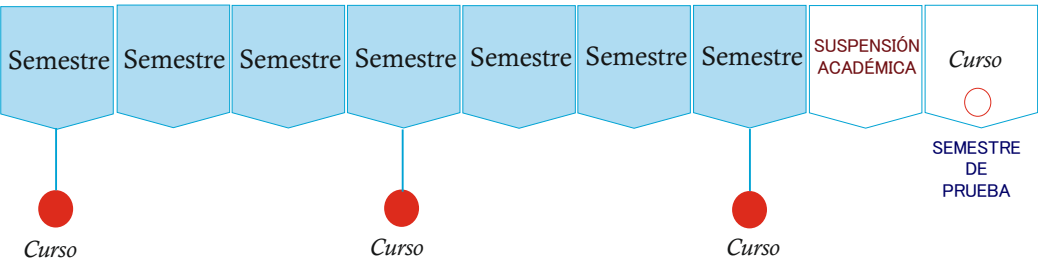 Semestre Semestre Semestre Semestre Semestre Semestre Semestre
SUSPENSIÓN
ACADÉMICA
Curso
SEMESTRE
DE
PRUEBA
Curso Curso Curso